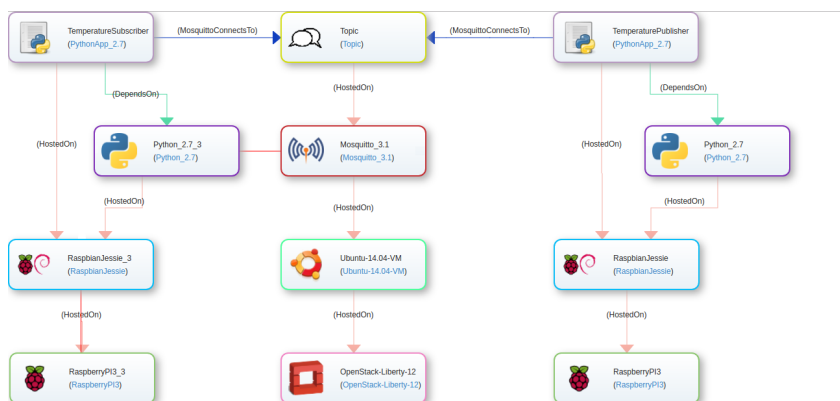 TemperatureSubscriber
(PythonApp_2.7)
(MosquittoConnectsTo)
Topic
(Topic)
(MosquittoConnectsTo)
TemperaturePublisher
(PythonApp_2.7)
(DependsOn)
(HostedOn)
(DependsOn)
(HostedOn)
Python_2.7_3
(Python_2.7)
Mosquitto_3.1
(Mosquitto_3.1)
(HostedOn)
Python_2.7
(Python_2.7)
(HostedOn)
(HostedOn)
(HostedOn)
RaspbianJessie_3
(RaspbianJessie)
Ubuntu-14.04-VM
(Ubuntu-14.04-VM)
RaspbianJessie
(RaspbianJessie)
(HostedOn)
(HostedOn)
(HostedOn)
RaspberryPI3_3
(RaspberryPI3)
OpenStack-Liberty-12
(OpenStack-Liberty-12)
RaspberryPI3
(RaspberryPI3)